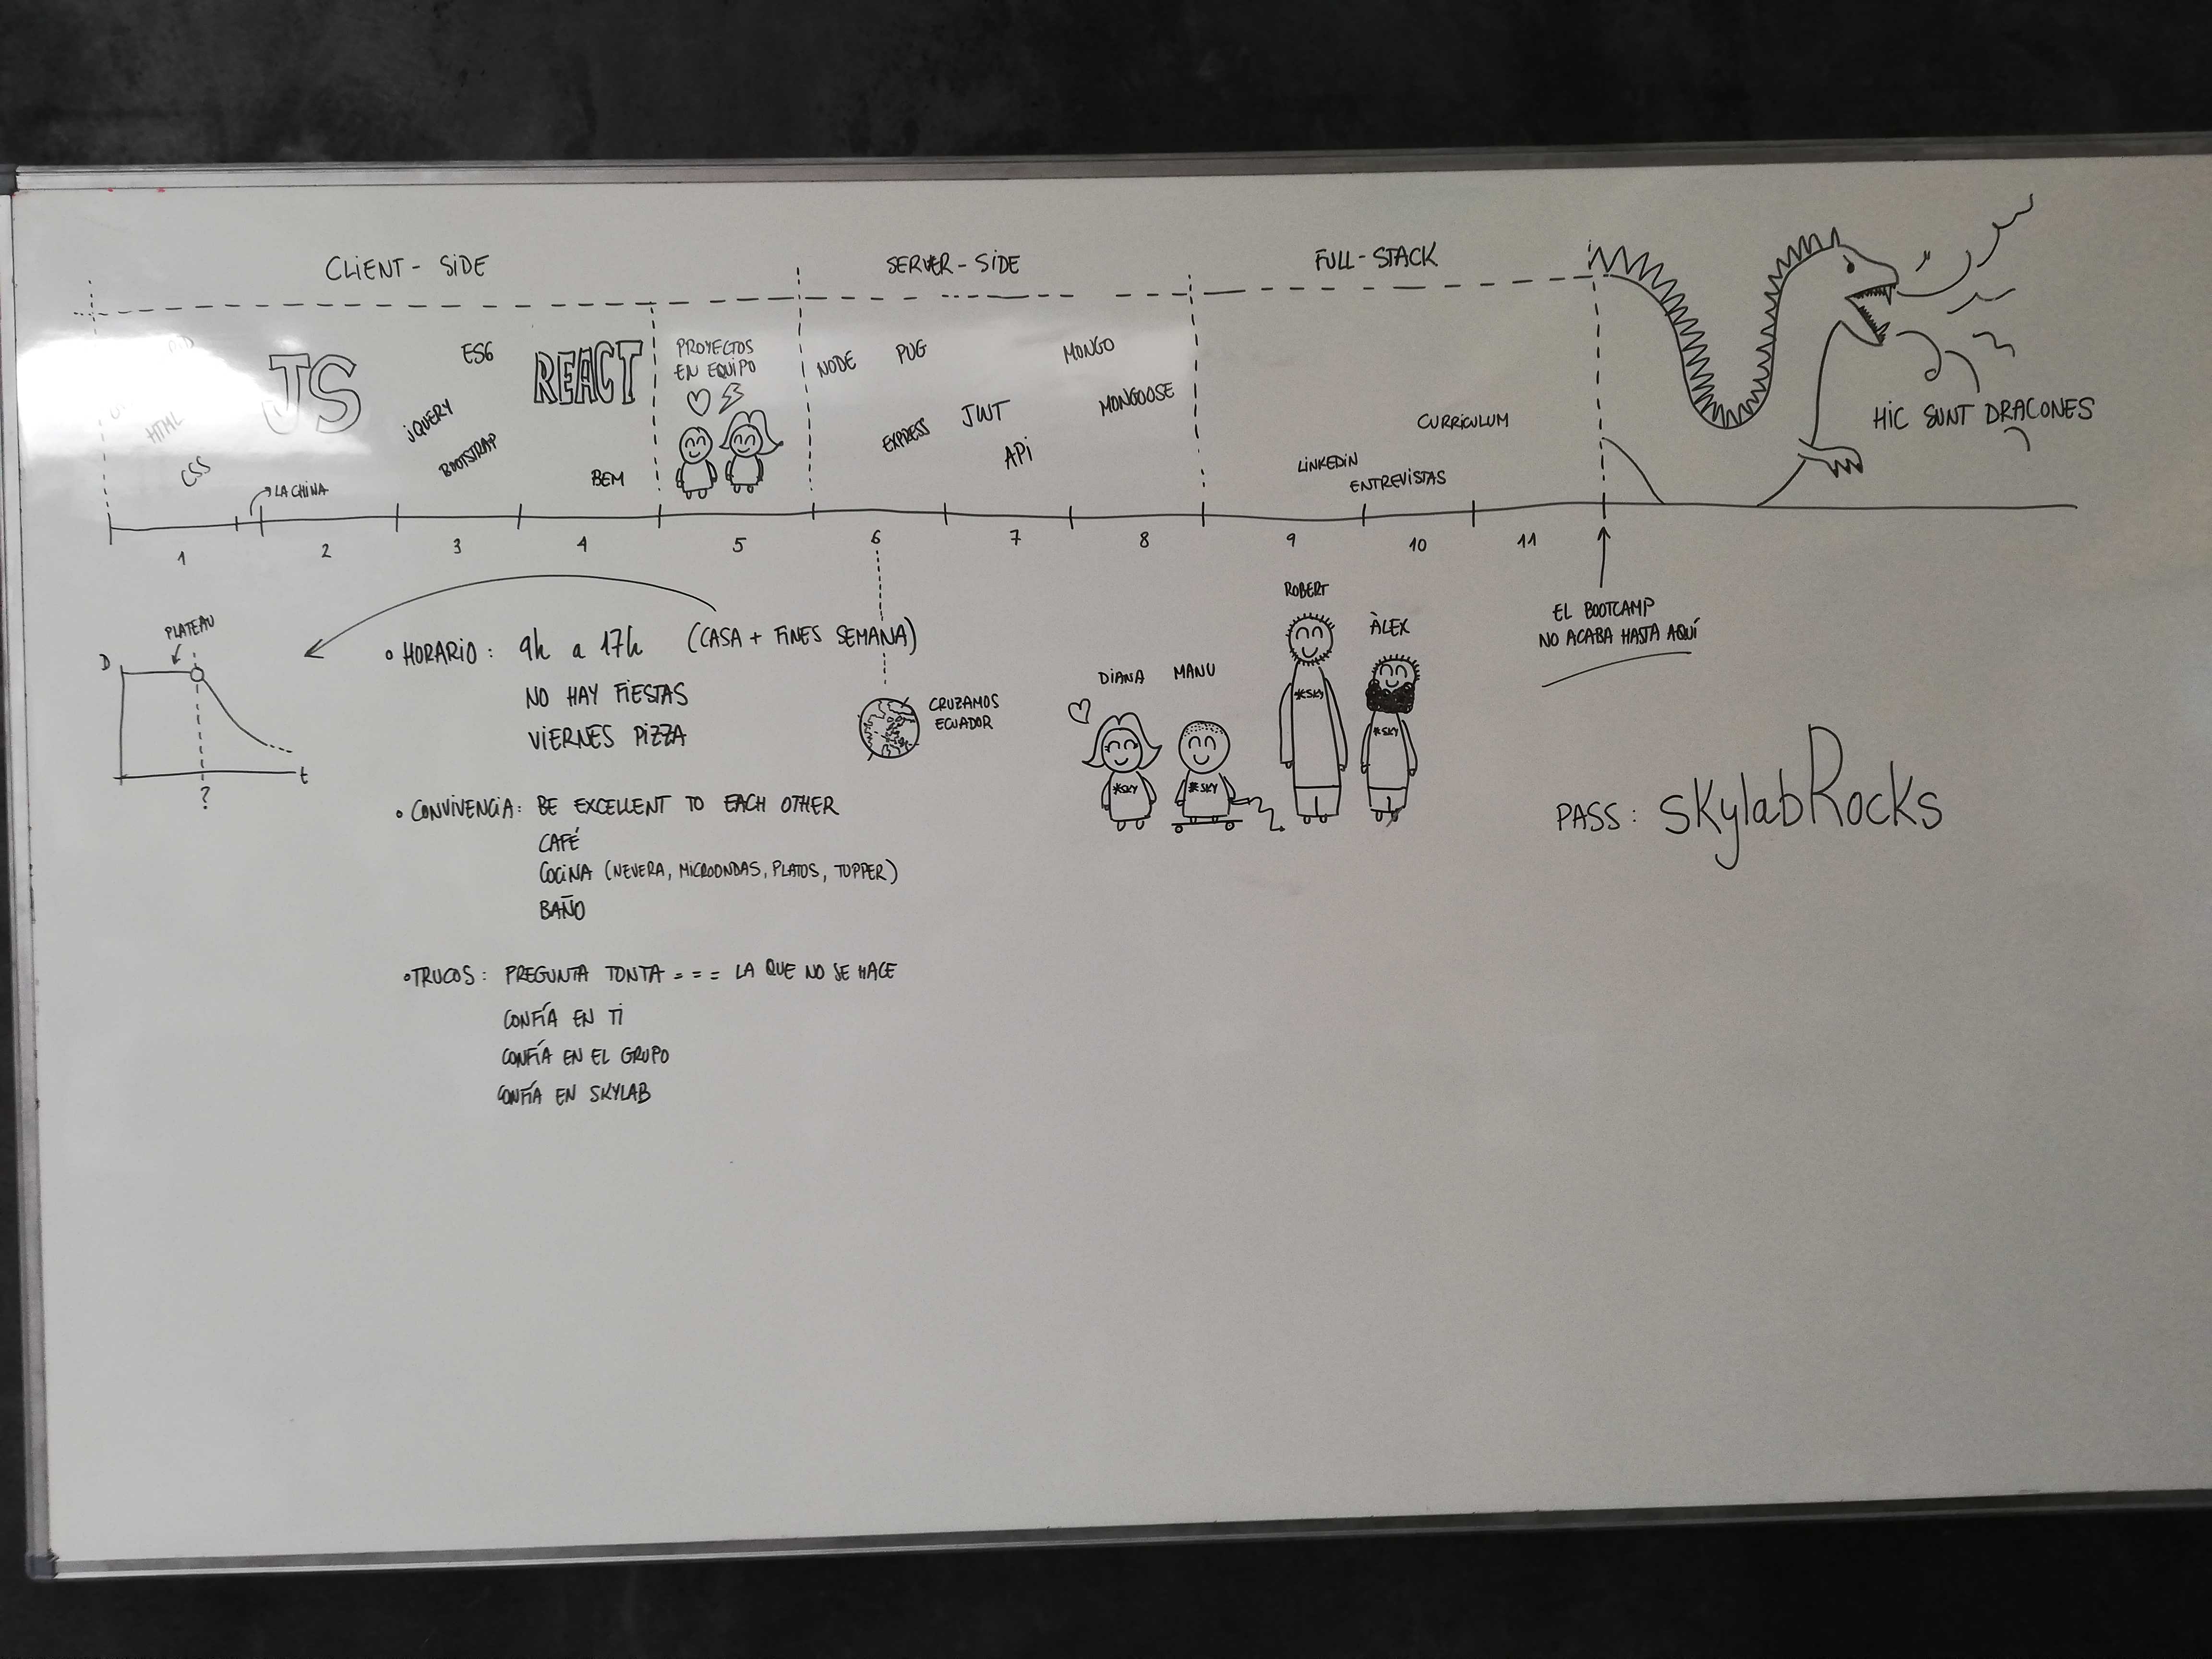 CLIENT - SIDE
SERVER - SIDE
FULL - STACK
HTML
CSS
LA CHINA
JS
ES6
JQUERY
BOOTSTRAP
REACT
BEM
PROYECTOS
EN EQUIPO
NODE
PUG
EXPRESS
JWT
API
MONGO
MONGOOSE
CURRICULUM
LINKEDIN
ENTREVISTAS
HIC SUNT DRACONES
1 2 3 4 5 6 7 8 9 10 11
EL BOOTCAMP
NO ACABA HASTA AQUÍ
PLATEAU
D
t
?
• HORARIO: 9h a 17h (CASA + FINES SEMANA)
NO HAY FIESTAS
VIERNES PIZZA
CRUZAMOS
ECUADOR
DIANA
MANU
ROBERT
ÀLEX
*SKY
*SKY
*SKY
*SKY
PASS: skylabRocks
• CONVIVENCIA: BE EXCELLENT TO EACH OTHER
CAFÉ
COCINA (NEVERA, MICROONDAS, PLATOS, TUPPER)
BAÑO
• TRUCOS: PREGUNTA TONTA = = = LA QUE NO SE HACE
CONFÍA EN TI
CONFÍA EN EL GRUPO
CONFÍA EN SKYLAB